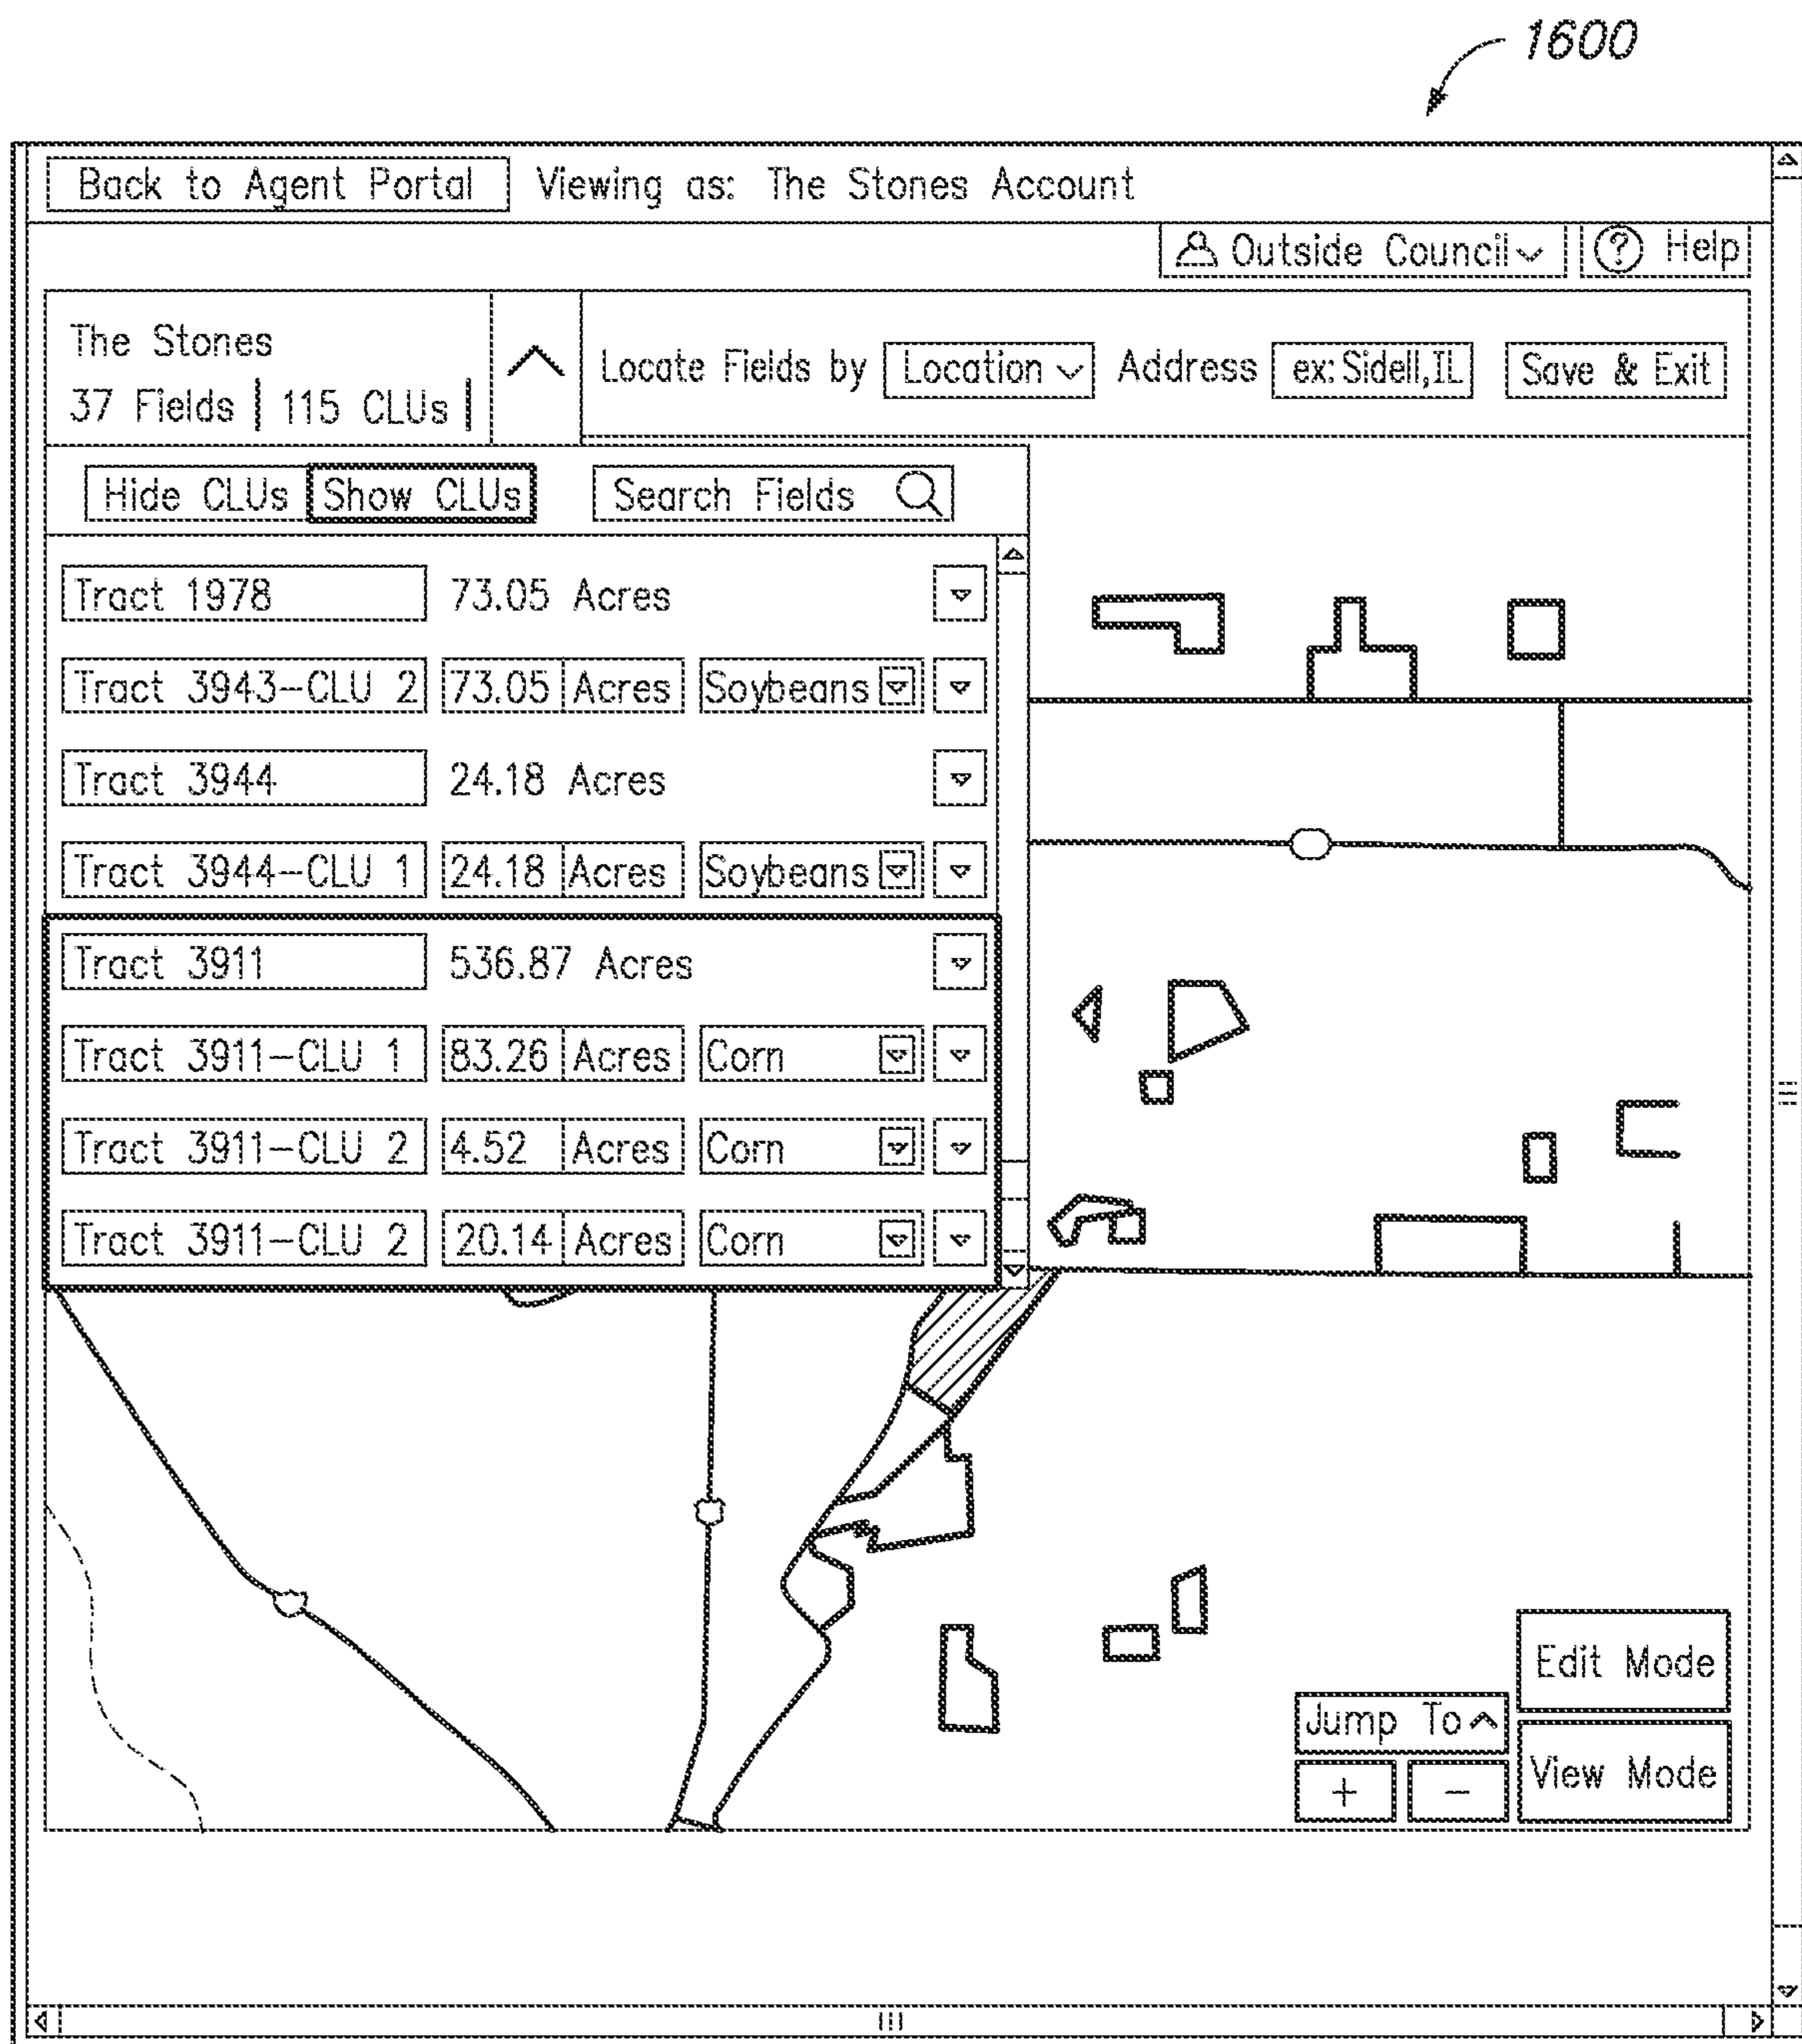 1600
Back to Agent Portal Viewing as: The Stones Account
Outside Council ? Help
The Stones
37 Fields | 115 CLUs |
Locate Fields by Location Address ex: Sidell, IL Save & Exit
Hide CLUs Show CLUs Search Fields
Tract 1978 73.05 Acres
Tract 3943-CLU 2 73.05 Acres Soybeans
Tract 3944 24.18 Acres
Tract 3944-CLU 1 24.18 Acres Soybeans
Tract 3911 536.87 Acres
Tract 3911-CLU 1 83.26 Acres Corn
Tract 3911-CLU 2 4.52 Acres Corn
Tract 3911-CLU 2 20.14 Acres Corn
Edit Mode
Jump To
View Mode
+ −